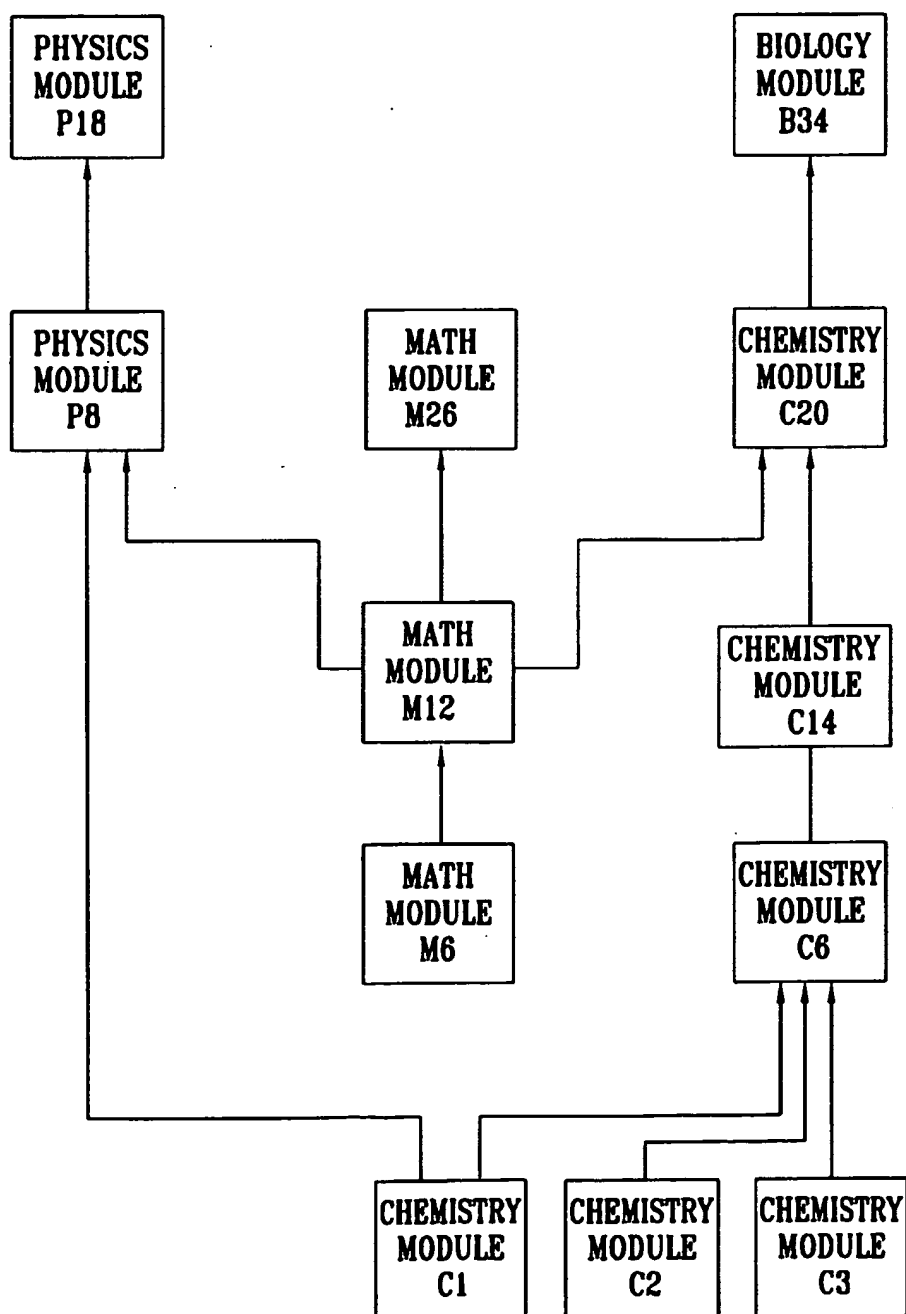 PHYSICS
MODULE
P18
BIOLOGY
MODULE
B34
PHYSICS
MODULE
P8
MATH
MODULE
M26
CHEMISTRY
MODULE
C20
MATH
MODULE
M12
CHEMISTRY
MODULE
C14
MATH
MODULE
M6
CHEMISTRY
MODULE
C6
CHEMISTRY
MODULE
C1
CHEMISTRY
MODULE
C2
CHEMISTRY
MODULE
C3